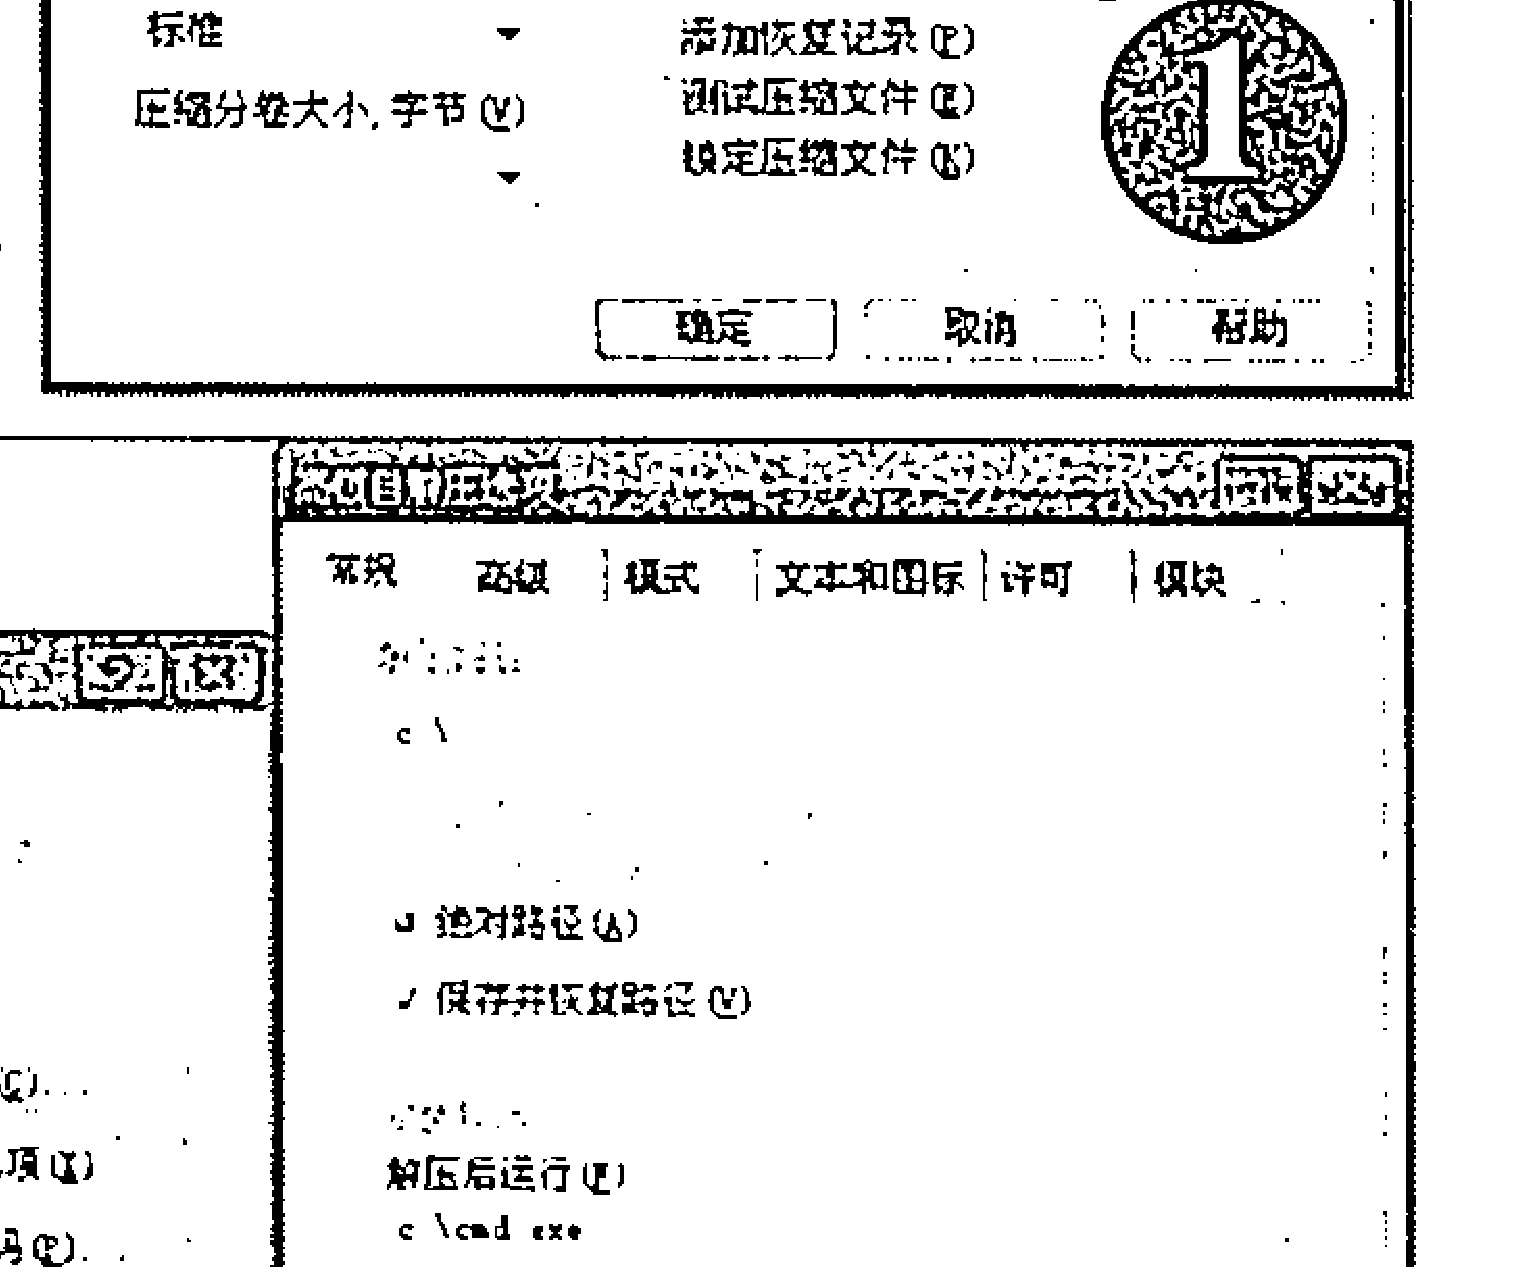 标准
添加恢复记录(P)
压缩分卷大小,字节(V)
测试压缩文件(E)
锁定压缩文件(K)
1
确定 取消 帮助
常规 高级 模式 文本和图标 许可 模块
c \
绝对路径(A)
保存并恢复路径(V)
(C)...
项(X)
码(P)...
解压后运行(F)
c \cmd exe